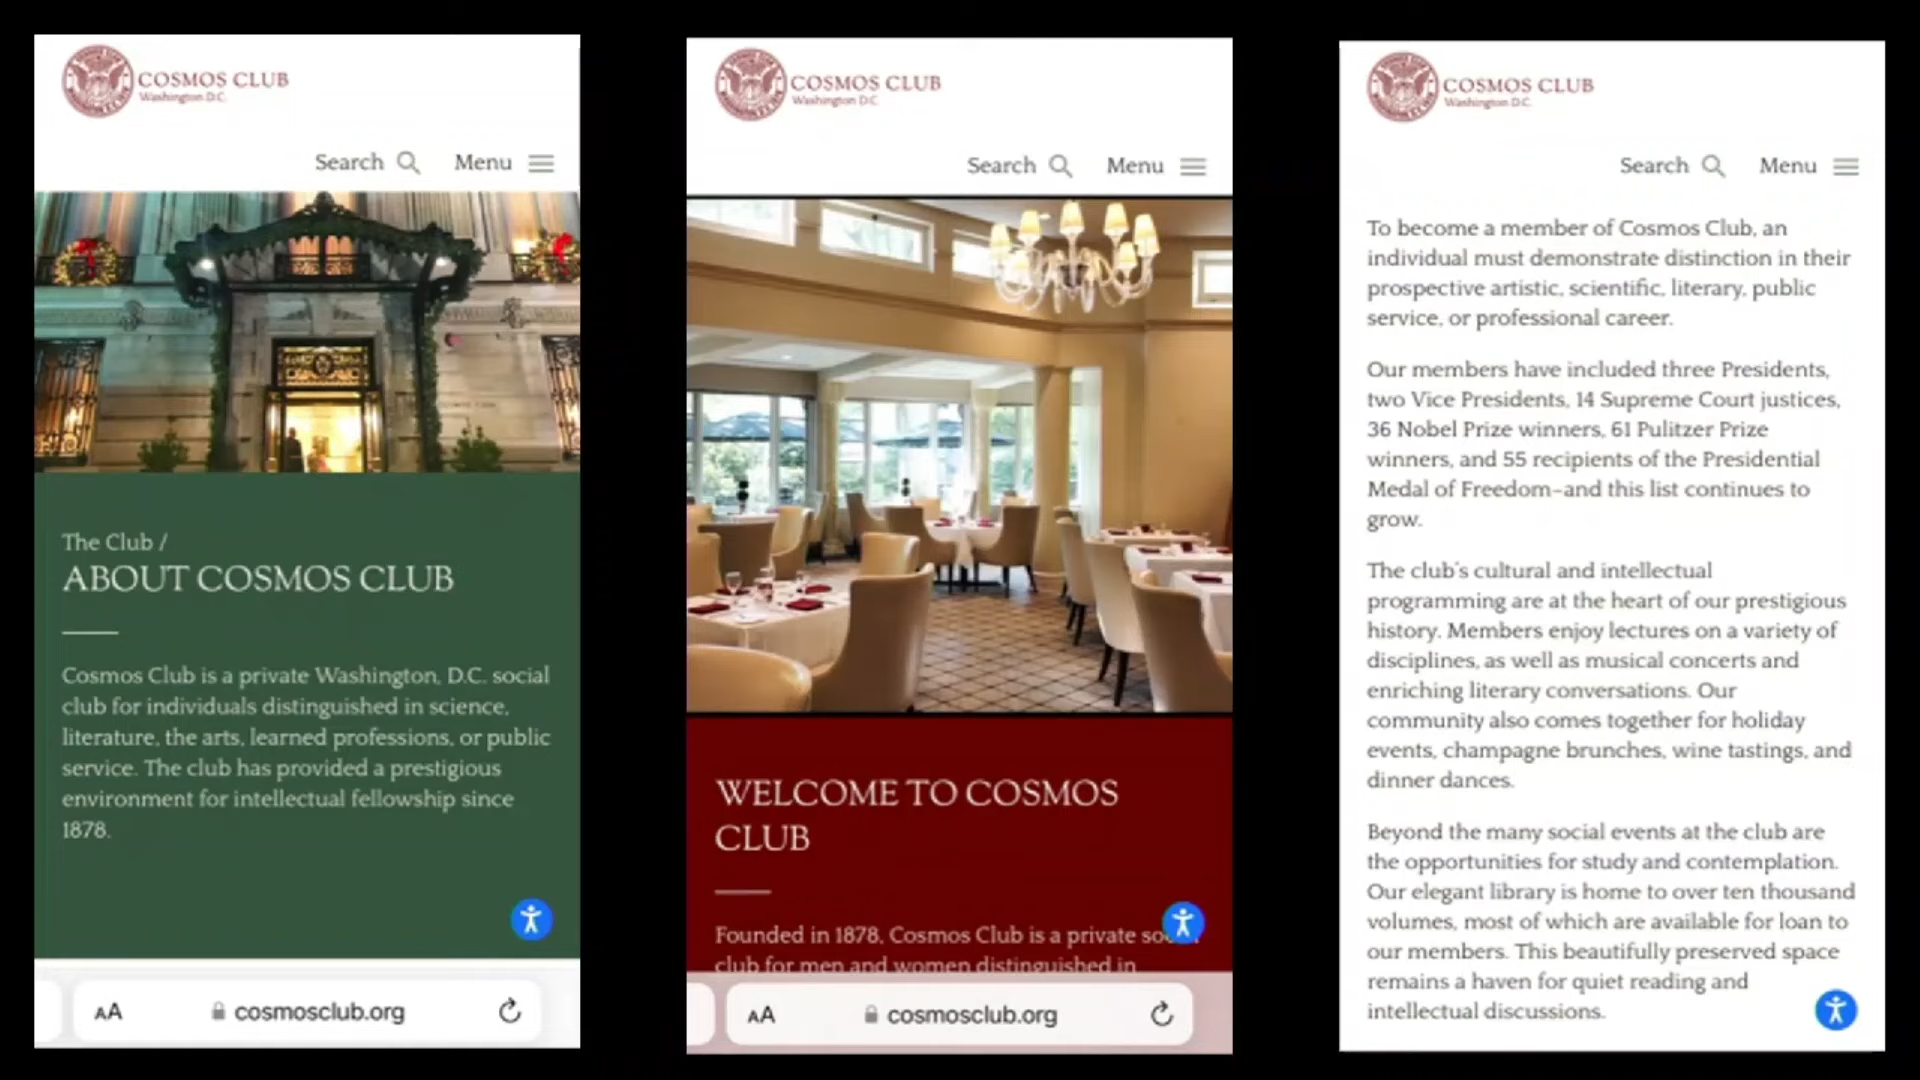 COSMOS CLUB
Washington D.C.
Search
Menu
The Club /
ABOUT COSMOS CLUB
Cosmos Club is a private Washington, D.C. social
club for individuals distinguished in science,
literature, the arts, learned professions, or public
service. The club has provided a prestigious
environment for intellectual fellowship since
1878.
AA
cosmosclub.org
COSMOS CLUB
Washington D.C.
Search
Menu
WELCOME TO COSMOS
CLUB
Founded in 1878, Cosmos Club is a private
club for men and women distinguished in
AA
cosmosclub.org
COSMOS CLUB
Washington D.C.
Search
Menu
To become a member of Cosmos Club, an
individual must demonstrate distinction in their
prospective artistic, scientific, literary, public
service, or professional career.
Our members have included three Presidents,
two Vice Presidents, 14 Supreme Court justices,
36 Nobel Prize winners, 61 Pulitzer Prize
winners, and 55 recipients of the Presidential
Medal of Freedom–and this list continues to
grow.
The club's cultural and intellectual
programming are at the heart of our prestigious
history. Members enjoy lectures on a variety of
disciplines, as well as musical concerts and
enriching literary conversations. Our
community also comes together for holiday
events, champagne brunches, wine tastings, and
dinner dances.
Beyond the many social events at the club are
the opportunities for study and contemplation.
Our elegant library is home to over ten thousand
volumes, most of which are available for loan to
our members. This beautifully preserved space
remains a haven for quiet reading and
intellectual discussions.